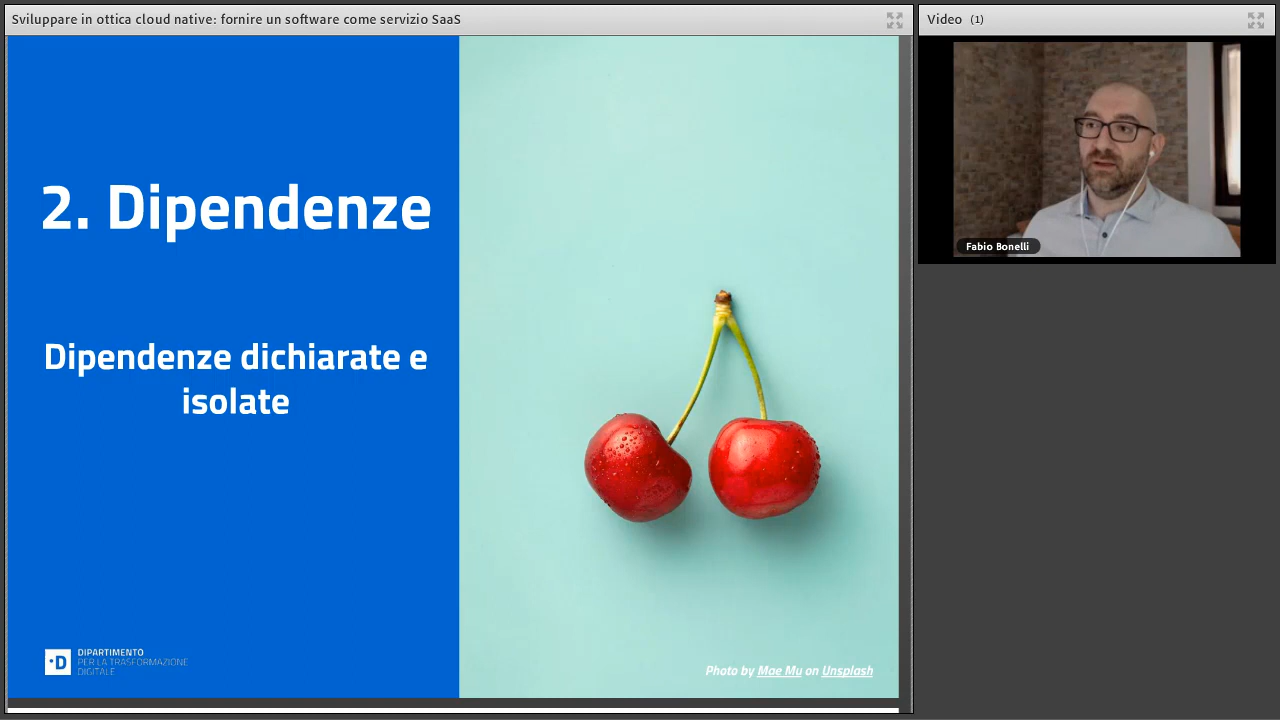 Sviluppare in ottica cloud native: fornire un software come servizio SaaS
Video (1)
Fabio Bonelli
2. Dipendenze
Dipendenze dichiarate e
isolate
·D
DIPARTIMENTO
PER LA TRASFORMAZIONE
DIGITALE
Photo by Mae Mu on Unsplash